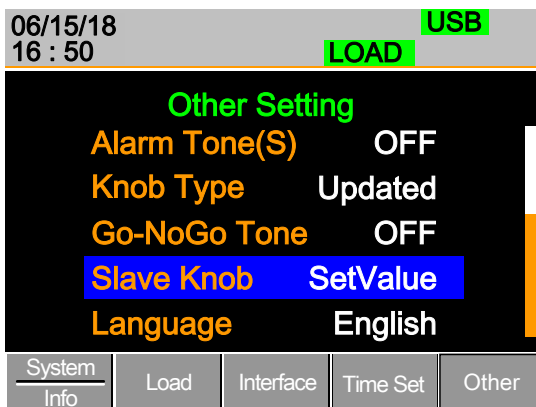 06/15/18 USB
16 : 50 LOAD
Other Setting
Alarm Tone(S) OFF
Knob Type Updated
Go-NoGo Tone OFF
Slave Knob SetValue
Language English
System Info Load Interface Time Set Other